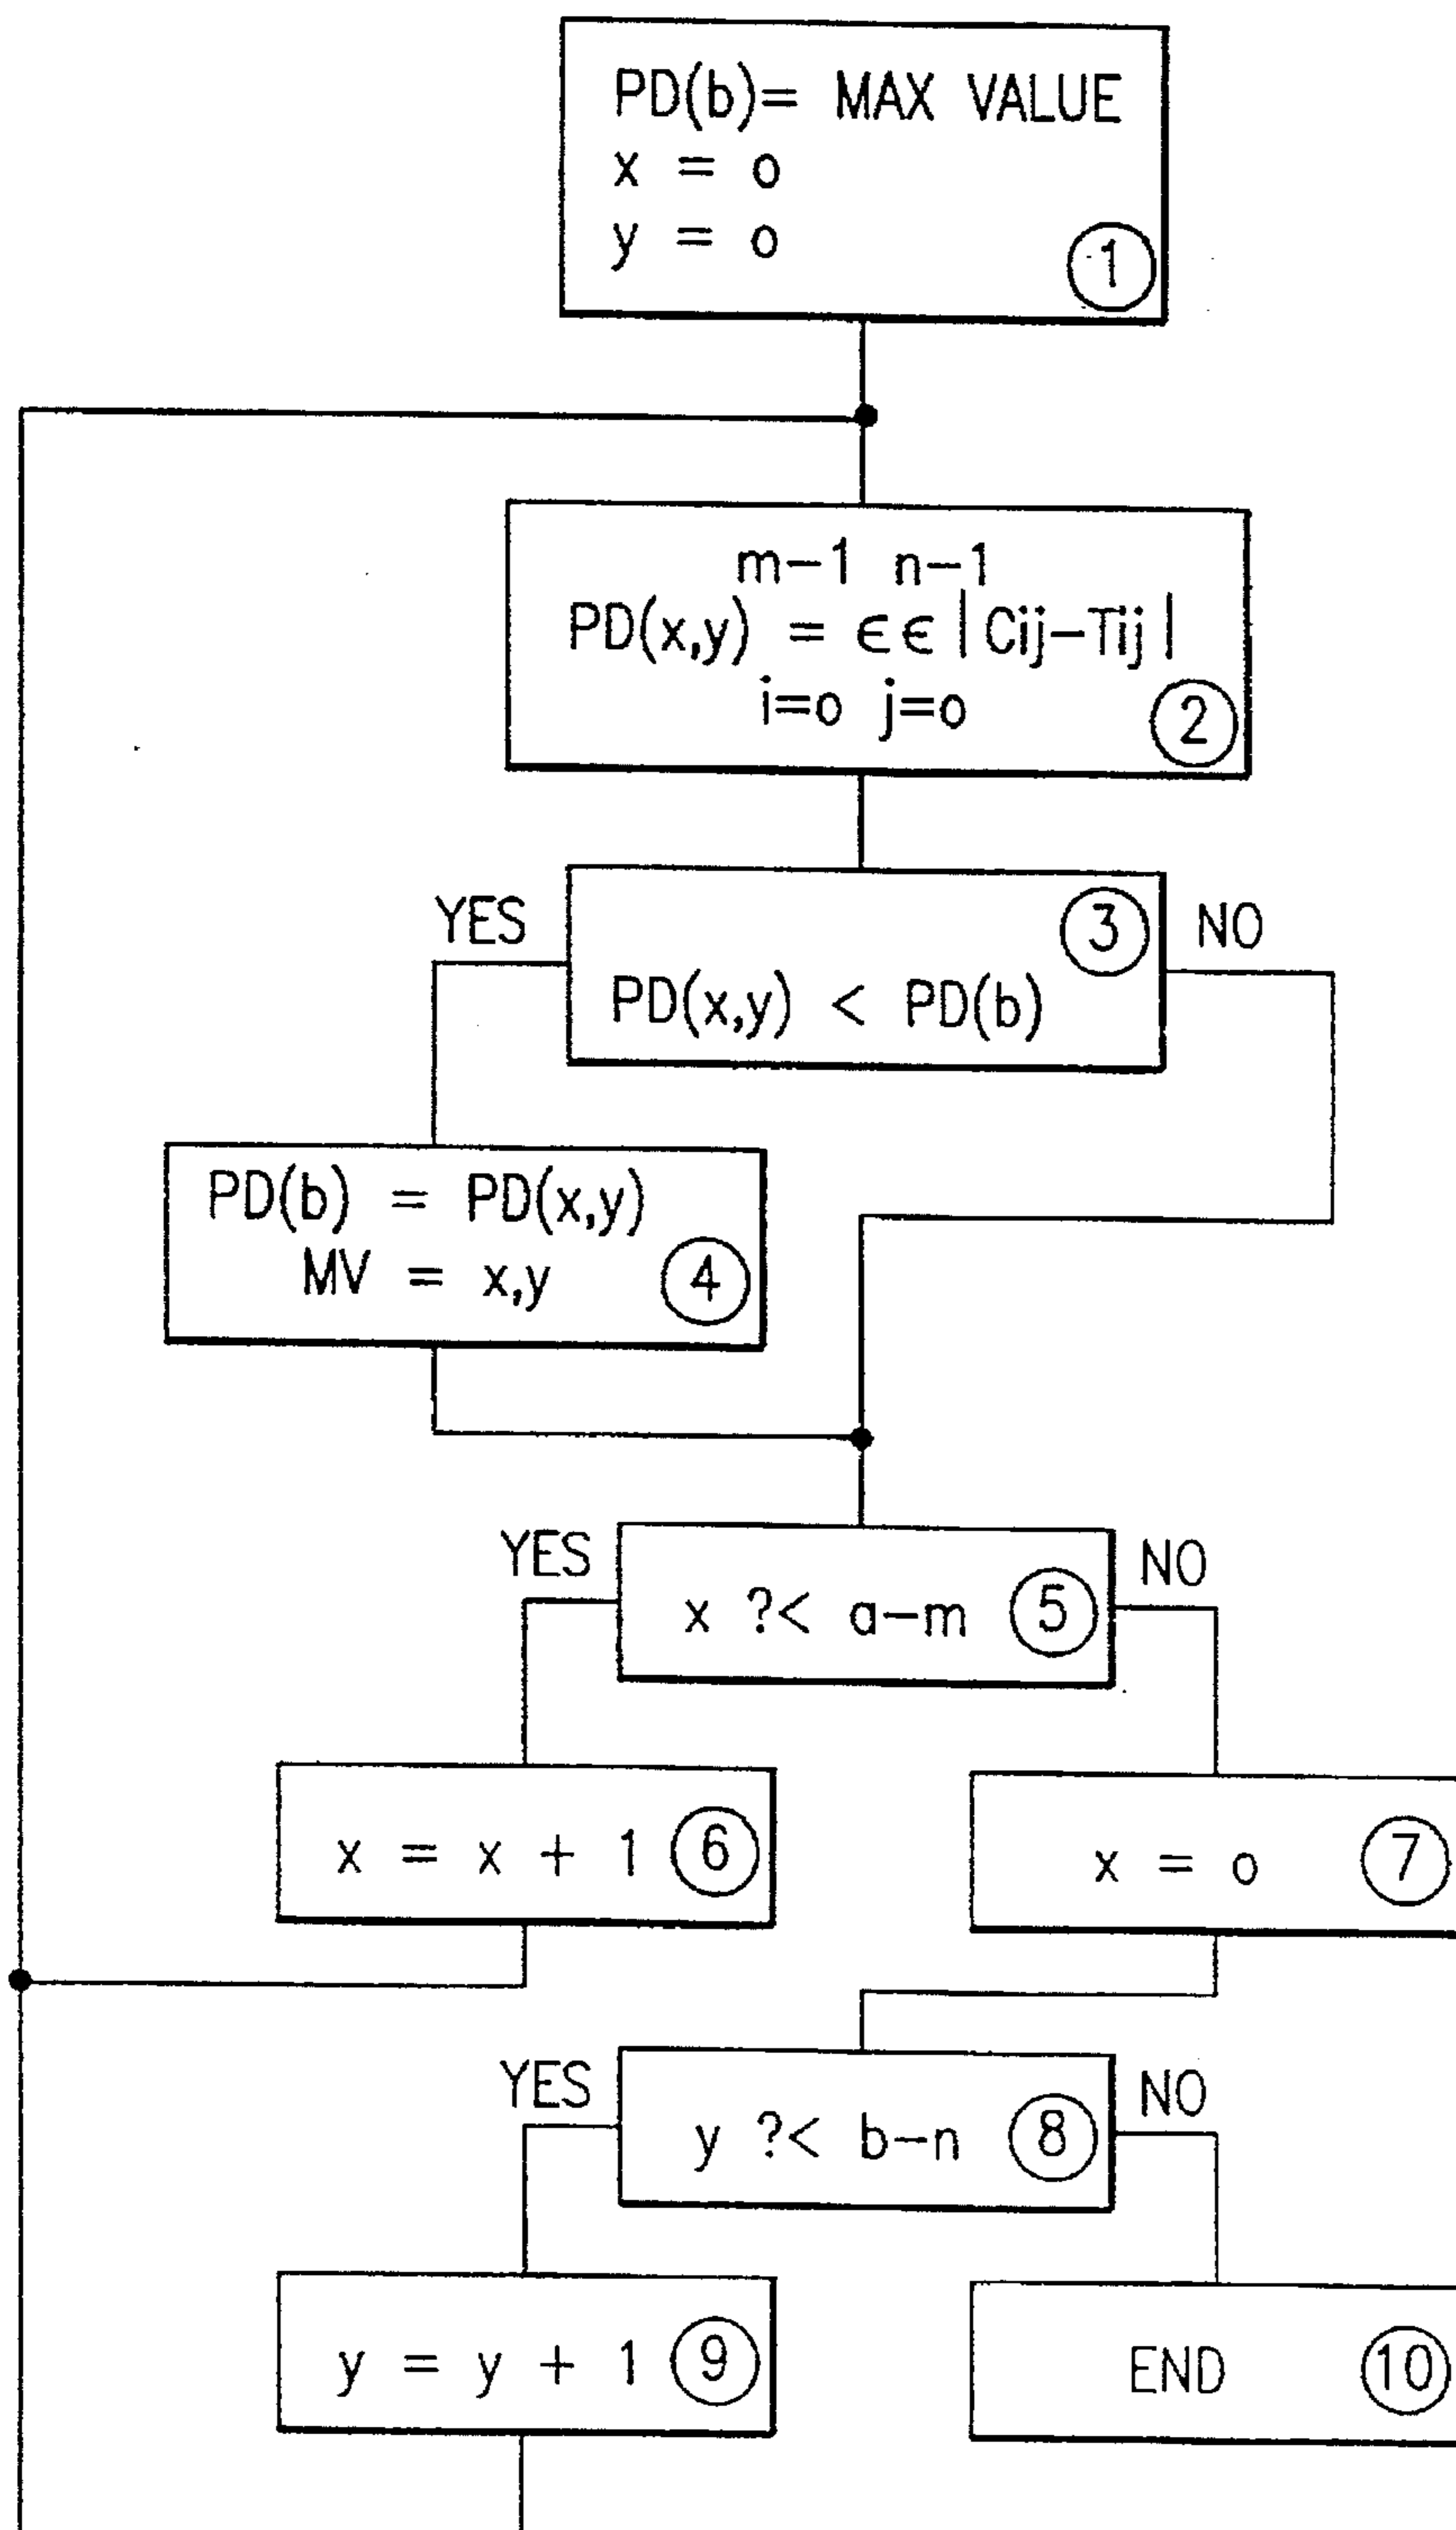 PD(b)= MAX VALUE
x = o
y = o
1
m-1 n-1
PD(x,y) = ϵϵ|Cij-Tij|
i=o j=o
2
3
YES
NO
PD(x,y) < PD(b)
PD(b) = PD(x,y)
MV = x,y
4
YES
NO
x ?< a-m
5
x = x + 1
6
x = o
7
YES
NO
y ?< b-n
8
y = y + 1
9
END
10